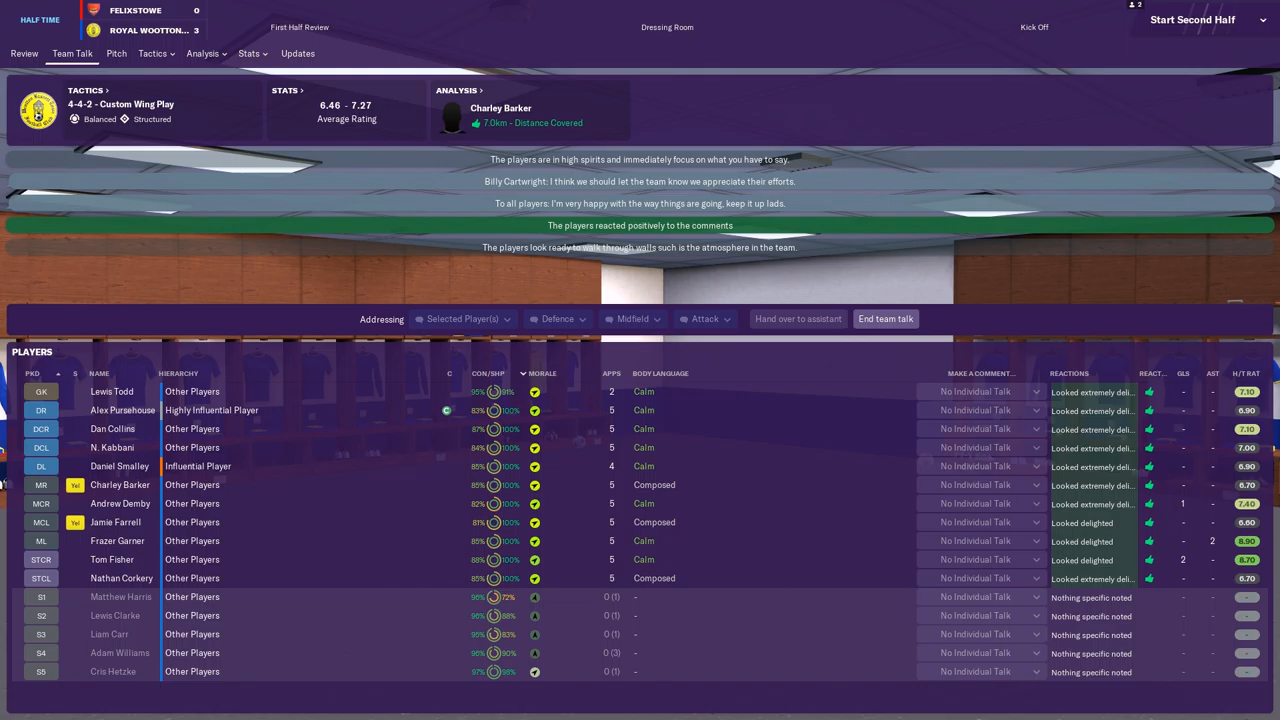 HALF TIME
FELIXSTOWE 0
ROYAL WOOTTON... 3
First Half Review
Dressing Room
Kick Off
2
Start Second Half
Review Team Talk Pitch Tactics Analysis Stats Updates
TACTICS
4-4-2 - Custom Wing Play
Balanced Structured
STATS
6.46 - 7.27
Average Rating
ANALYSIS
Charley Barker
7.0km - Distance Covered
The players are in high spirits and immediately focus on what you have to say.
Billy Cartwright: I think we should let the team know we appreciate their efforts.
To all players: I'm very happy with the way things are going, keep it up lads.
The players reacted positively to the comments
The players look ready to walk through walls such is the atmosphere in the team.
Addressing Selected Player(s) Defence Midfield Attack Hand over to assistant End team talk
PLAYERS
PKD S NAME HIERARCHY C CON/SHP MORALE APPS BODY LANGUAGE MAKE A COMMENT... REACTIONS REACT... GLS AST H/T RAT
GK Lewis Todd Other Players 95% 91% 2 Calm No Individual Talk Looked extremely deli... - - 7.10
DR Alex Pursehouse Highly Influential Player C 83% 100% 5 Calm No Individual Talk Looked extremely deli... - - 6.90
DCR Dan Collins Other Players 87% 100% 5 Calm No Individual Talk Looked extremely deli... - - 7.10
DCL N. Kabbani Other Players 84% 100% 5 Calm No Individual Talk Looked extremely deli... - - 7.00
DL Daniel Smalley Influential Player 85% 100% 4 Calm No Individual Talk Looked extremely deli... - - 6.90
MR Yel Charley Barker Other Players 85% 100% 5 Composed No Individual Talk Looked extremely deli... - - 6.70
MCR Andrew Demby Other Players 82% 100% 5 Calm No Individual Talk Looked extremely deli... 1 - 7.40
MCL Yel Jamie Farrell Other Players 81% 100% 5 Composed No Individual Talk Looked delighted - - 6.60
ML Frazer Garner Other Players 85% 100% 5 Calm No Individual Talk Looked delighted - 2 8.90
STCR Tom Fisher Other Players 88% 100% 5 Calm No Individual Talk Looked delighted 2 - 8.70
STCL Nathan Corkery Other Players 85% 100% 5 Composed No Individual Talk Looked extremely deli... - - 6.70
S1 Matthew Harris Other Players 96% 72% 0 (1) - No Individual Talk Nothing specific noted - - -
S2 Lewis Clarke Other Players 96% 88% 0 (1) - No Individual Talk Nothing specific noted - - -
S3 Liam Carr Other Players 95% 83% 0 (1) - No Individual Talk Nothing specific noted - - -
S4 Adam Williams Other Players 96% 90% 0 (3) - No Individual Talk Nothing specific noted - - -
S5 Cris Hetzke Other Players 97% 98% 0 (1) - No Individual Talk Nothing specific noted - - -